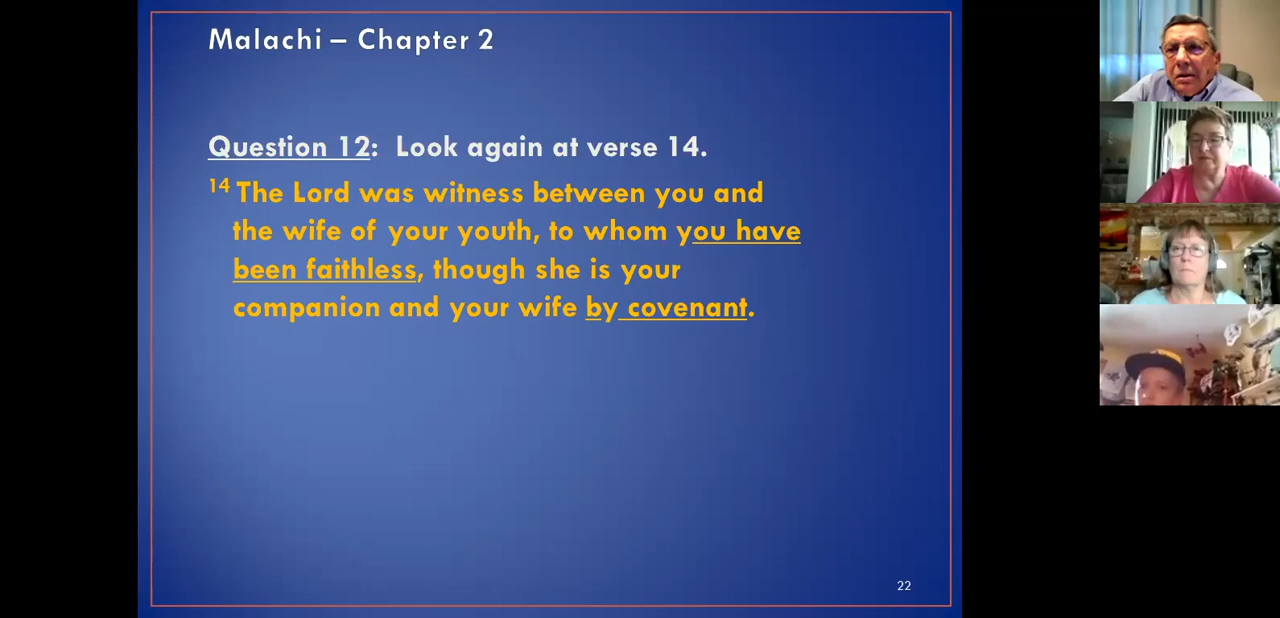 Malachi – Chapter 2
Question 12:  Look again at verse 14.
14 The Lord was witness between you and
the wife of your youth, to whom you have
been faithless, though she is your
companion and your wife by covenant.
22